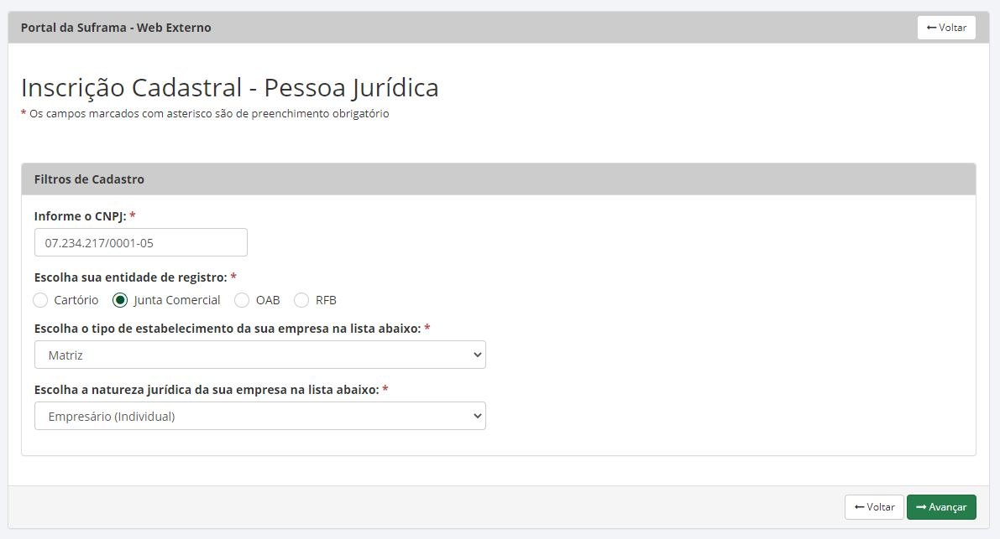 Portal da Suframa - Web Externo
Voltar
Inscrição Cadastral - Pessoa Jurídica
* Os campos marcados com asterisco são de preenchimento obrigatório
Filtros de Cadastro
Informe o CNPJ: *
07.234.217/0001-05
Escolha sua entidade de registro: *
Cartório Junta Comercial OAB RFB
Escolha o tipo de estabelecimento da sua empresa na lista abaixo: *
Matriz
Escolha a natureza jurídica da sua empresa na lista abaixo: *
Empresário (Individual)
Voltar Avançar